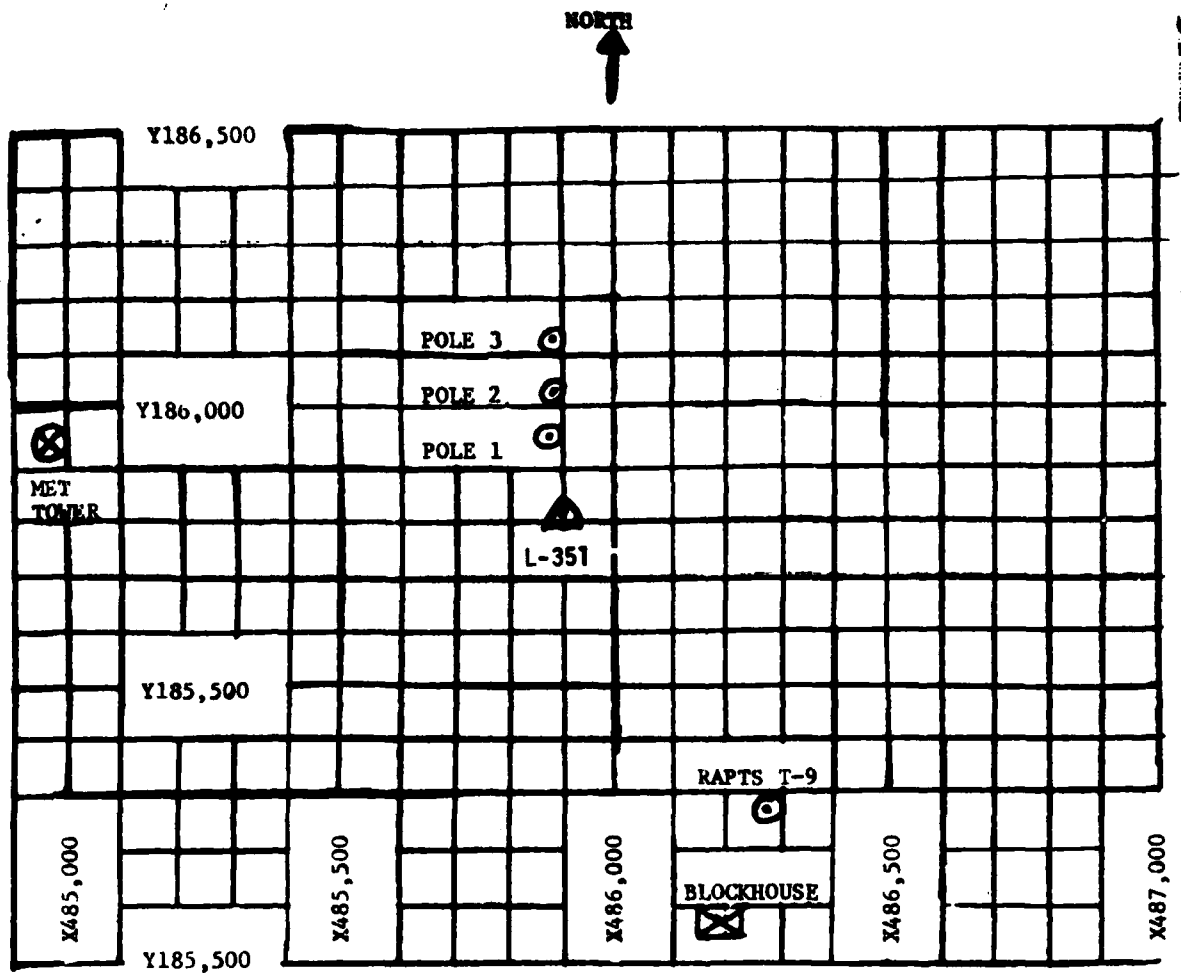 NORTH
Y186,500
POLE 3
POLE 2
Y186,000
POLE 1
MET
TOWER
L-351
Y185,500
RAPTS T-9
X485,000
X485,500
X486,000
BLOCKHOUSE
X486,500
X487,000
Y185,500